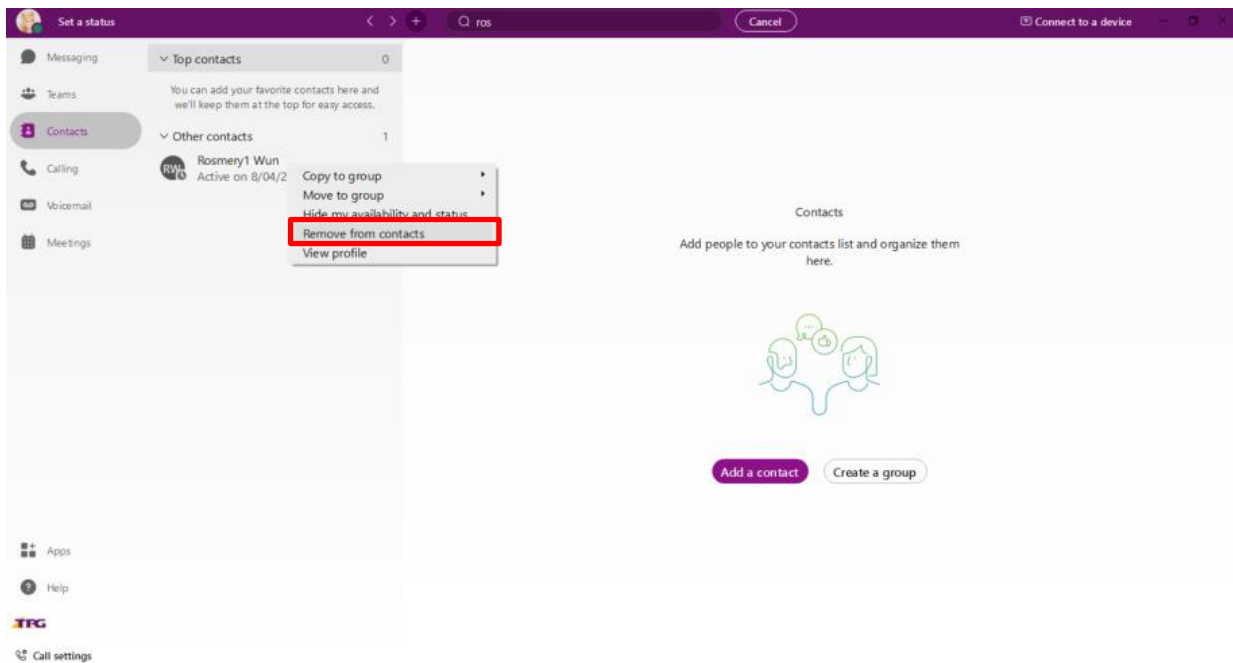 Set a status
ros
Cancel
Connect to a device
Messaging
Teams
Contacts
Calling
Voicemail
Meetings
Top contacts 0
You can add your favorite contacts here and
we'll keep them at the top for easy access.
Other contacts 1
RW
Rosmery1 Wun
Active on 8/04/2
Copy to group
Move to group
Hide my availability and status
Remove from contacts
View profile
Contacts
Add people to your contacts list and organize them
here.
Add a contact
Create a group
Apps
Help
TPG
Call settings